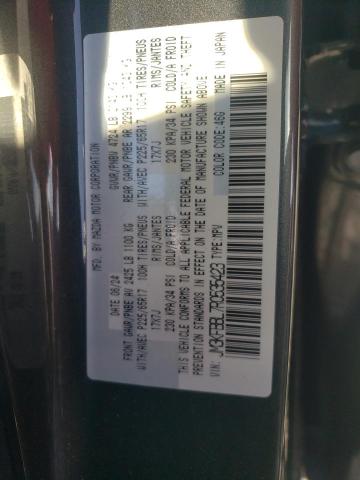 MFD. BY MAZDA MOTOR CORPORATION
DATE 06/24 GVWR/PNBV 4724 LB
FRONT GAWR/PNBE AV 2425 LB 1100 KG GAWR/PNBE AR 2299 LB
WITH/AVEC P225/65R17 100H TIRES/PNEUS WITH/AVEC P225/65R17 100H TIRES/PNEUS
17X7J RIMS/JANTES 17X7J RIMS/JANTES
230 KPA/34 PSI COLD/A FROID 230 KPA/34 PSI COLD/A FROID
THIS VEHICLE CONFORMS TO ALL APPLICABLE FEDERAL MOTOR VEHICLE SAFETY AND THEFT
PREVENTION STANDARDS IN EFFECT ON THE DATE OF MANUFACTURE SHOWN ABOVE
VIN: TYPE:MPV COLOR CODE:46G MADE IN JAPAN